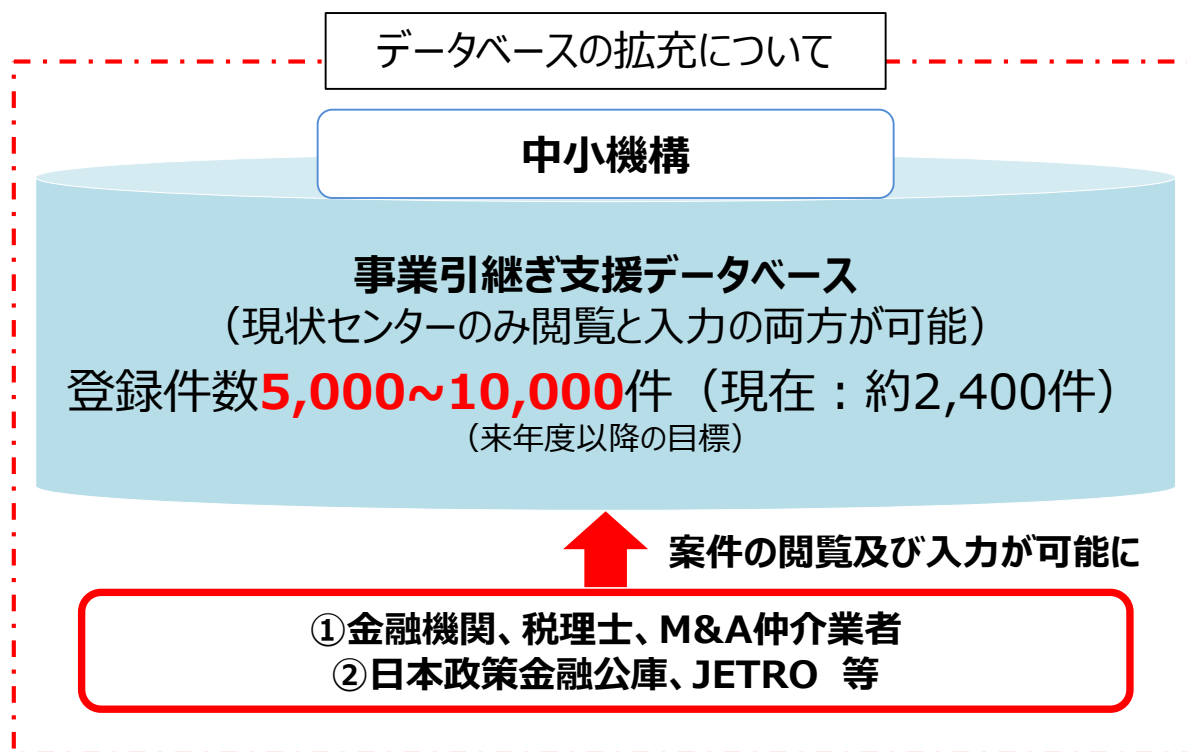 データベースの拡充について
中小機構
事業引継ぎ支援データベース
（現状センターのみ閲覧と入力の両方が可能）
登録件数5,000~10,000件（現在：約2,400件）
（来年度以降の目標）
案件の閲覧及び入力が可能に
①金融機関、税理士、M&A仲介業者
②日本政策金融公庫、JETRO 等